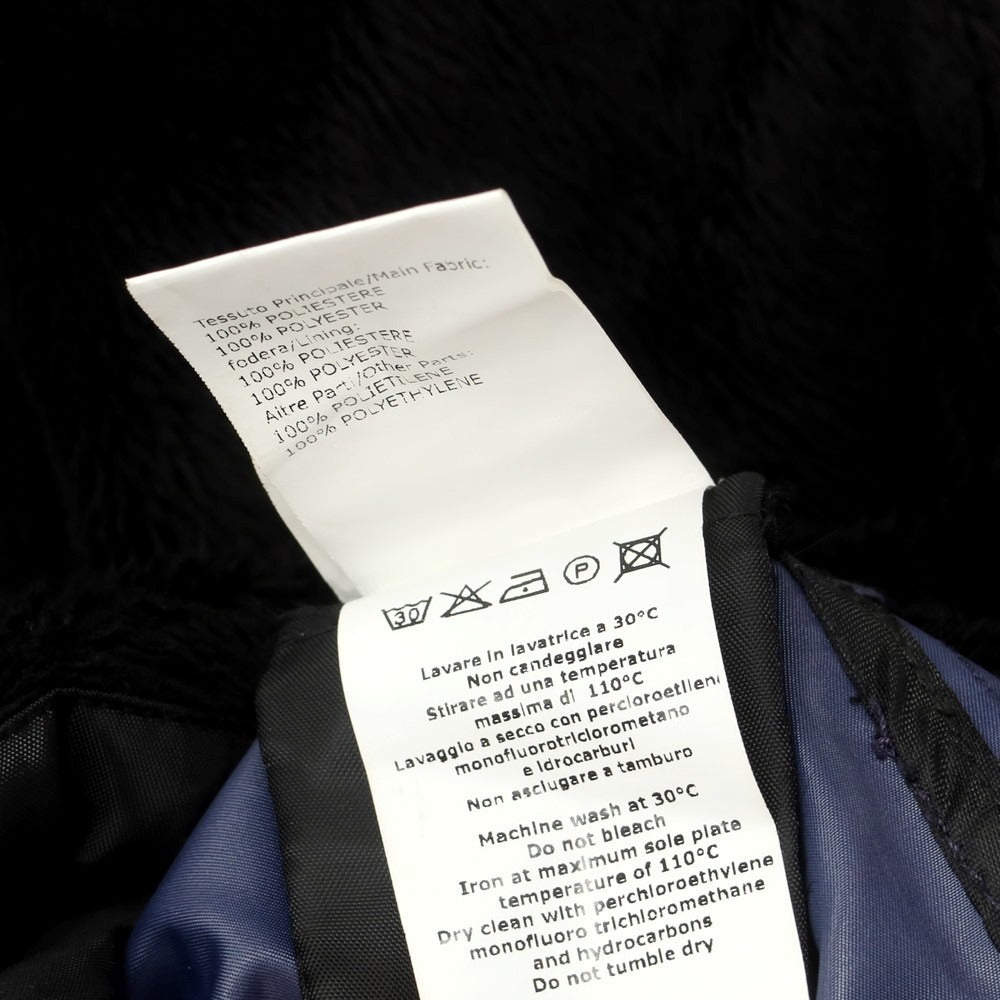 Tessuto Principale/Main Fabric:
100% POLIESTERE
100% POLYESTER
fodera/Lining:
100% POLIESTERE
100% POLYESTER
Aitre Parti/Other Parts:
100% POLIETILENE
100% POLYETHYLENE
30 P
Lavare in lavatrice a 30°C
Non candeggiare
Stirare ad una temperatura
massima di 110°C
Lavaggio a secco con percloroetilen
monofluorotriclorometano
e idrocarburi
Non asciugare a tamburo
Machine wash at 30°C
Do not bleach
Iron at maximum sole plate
temperature of 110°C
Dry clean with perchloroethylene
monofluoro trichloromethane
and hydrocarbons
Do not tumble dry